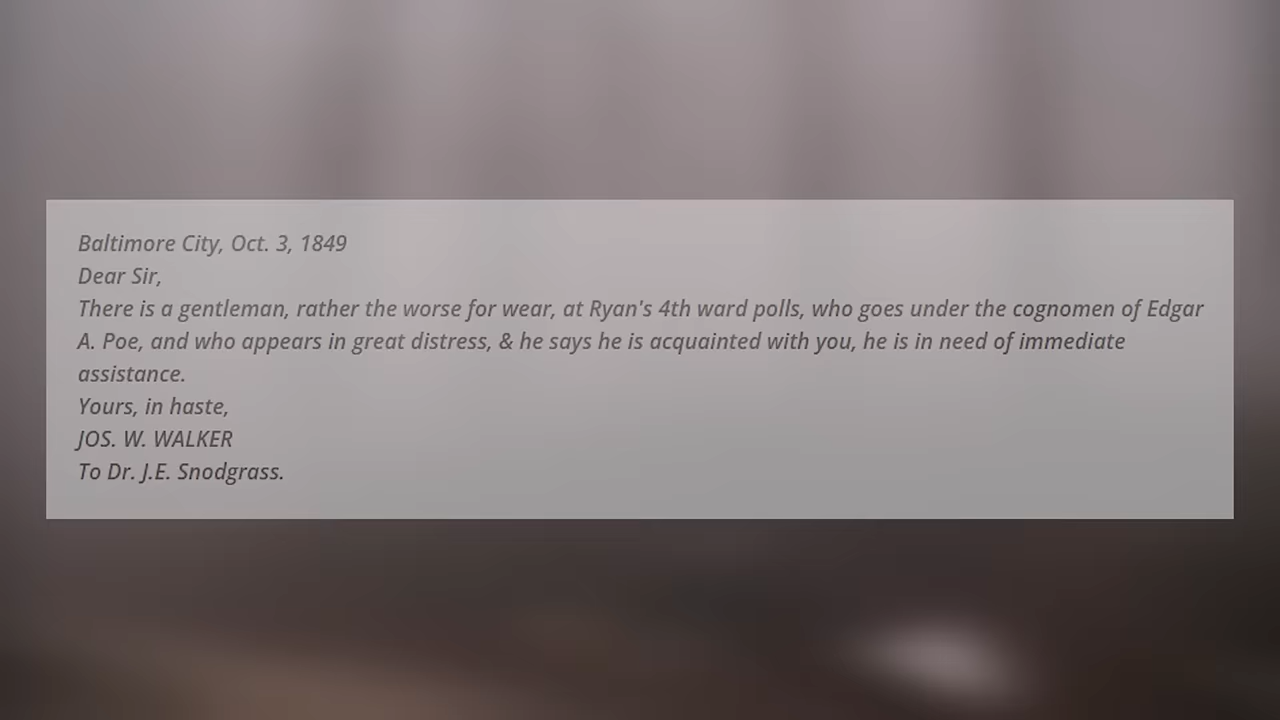 Baltimore City, Oct. 3, 1849
Dear Sir,
There is a gentleman, rather the worse for wear, at Ryan's 4th ward polls, who goes under the cognomen of Edgar
A. Poe, and who appears in great distress, & he says he is acquainted with you, he is in need of immediate
assistance.
Yours, in haste,
JOS. W. WALKER
To Dr. J.E. Snodgrass.